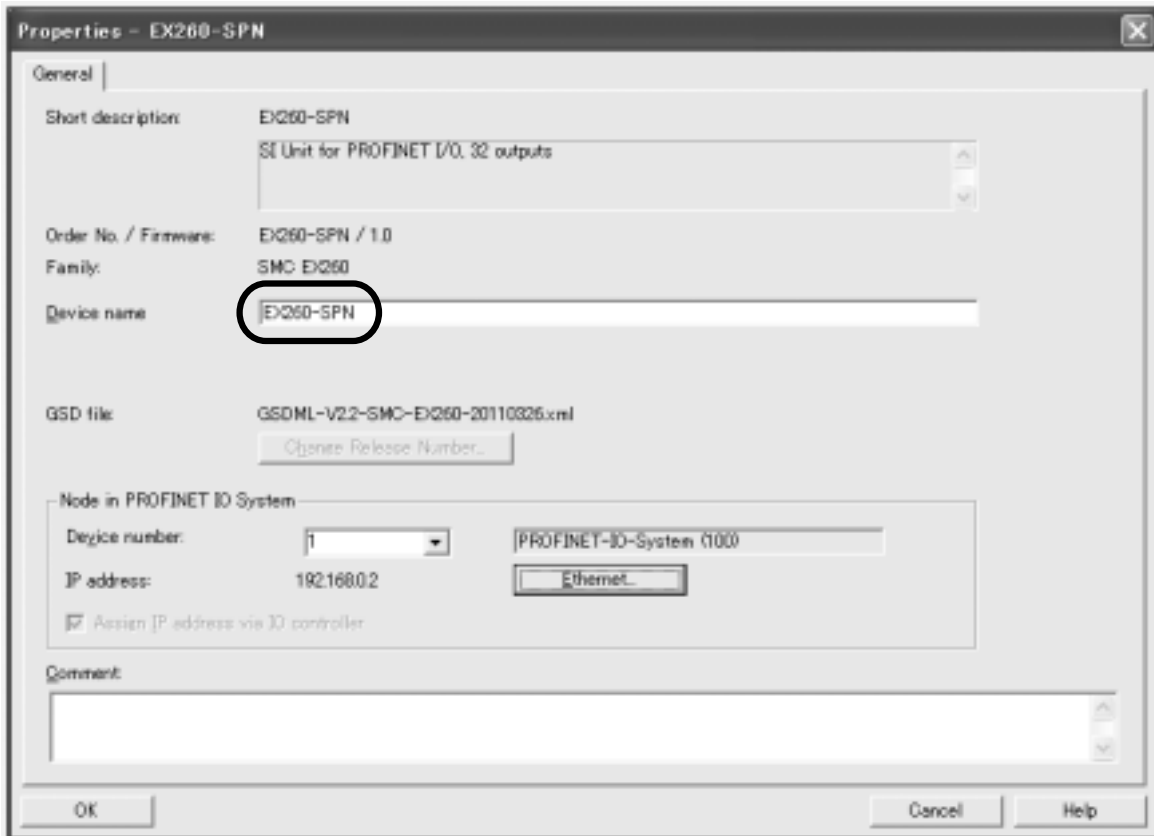 Properties - EX260-SPN
General
Short description: EX260-SPN
SI Unit for PROFINET I/O, 32 outputs
Order No. / Firmware: EX260-SPN / 1.0
Family: SMC EX260
Device name EX260-SPN
GSD file: GSDML-V2.2-SMC-EX260-20110326.xml
Change Release Number...
Node in PROFINET IO System
Device number: 1 PROFINET-IO-System (100)
IP address: 192.168.0.2 Ethernet...
Assign IP address via IO controller
Comment:
OK Cancel Help